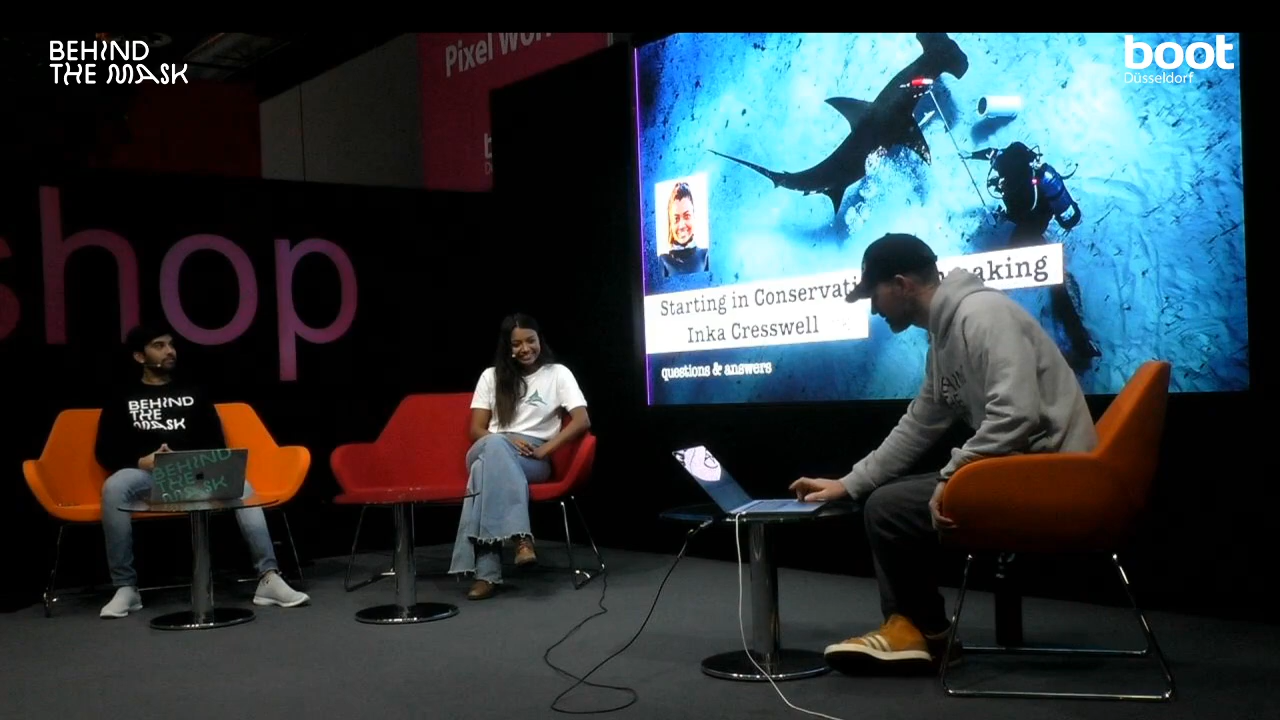 BEHIND
THE MASK
Pixel Wor
boot
Düsseldorf
shop
Starting in Conservati aking
Inka Cresswell
questions & answers
BEHIND
THE
MASK
BEHIND
THE
MASK